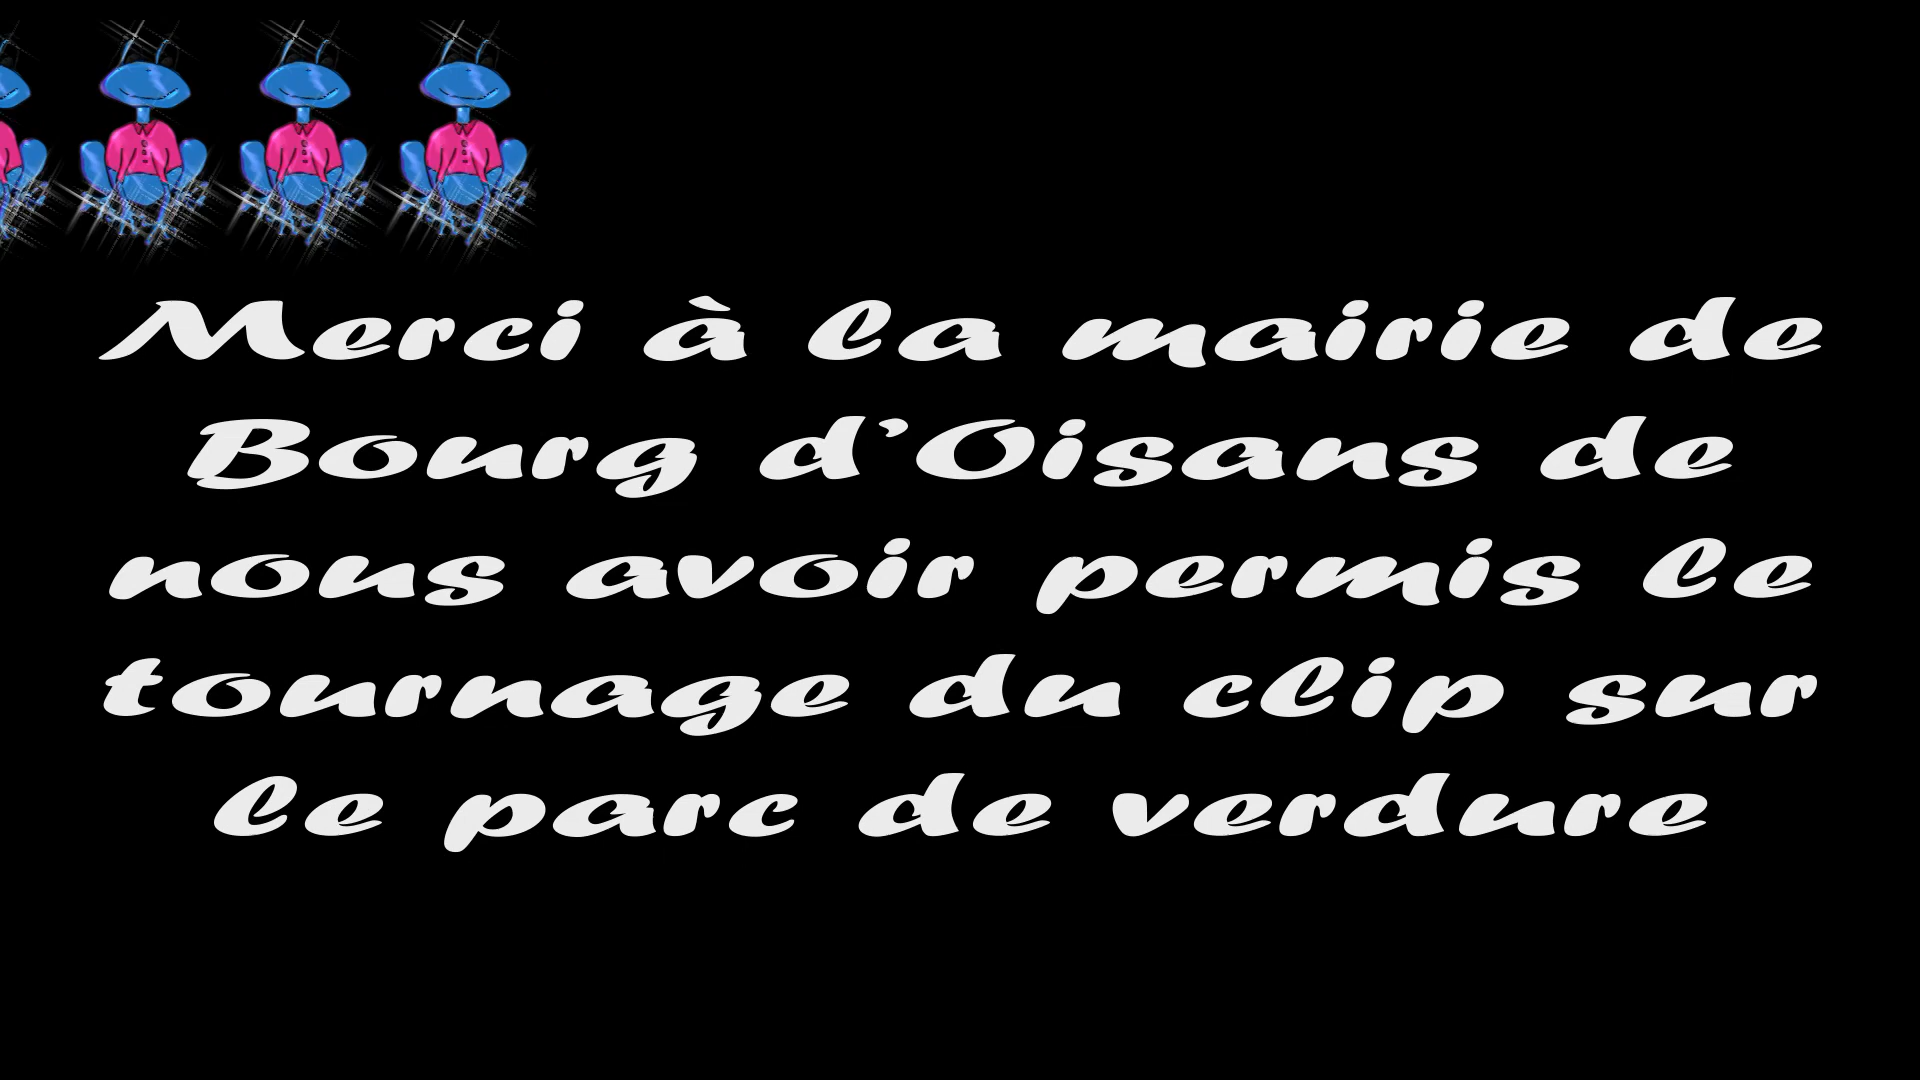 Merci à la mairie de
Bourg d’Oisans de
nous avoir permis le
tournage du clip sur
le parc de verdure